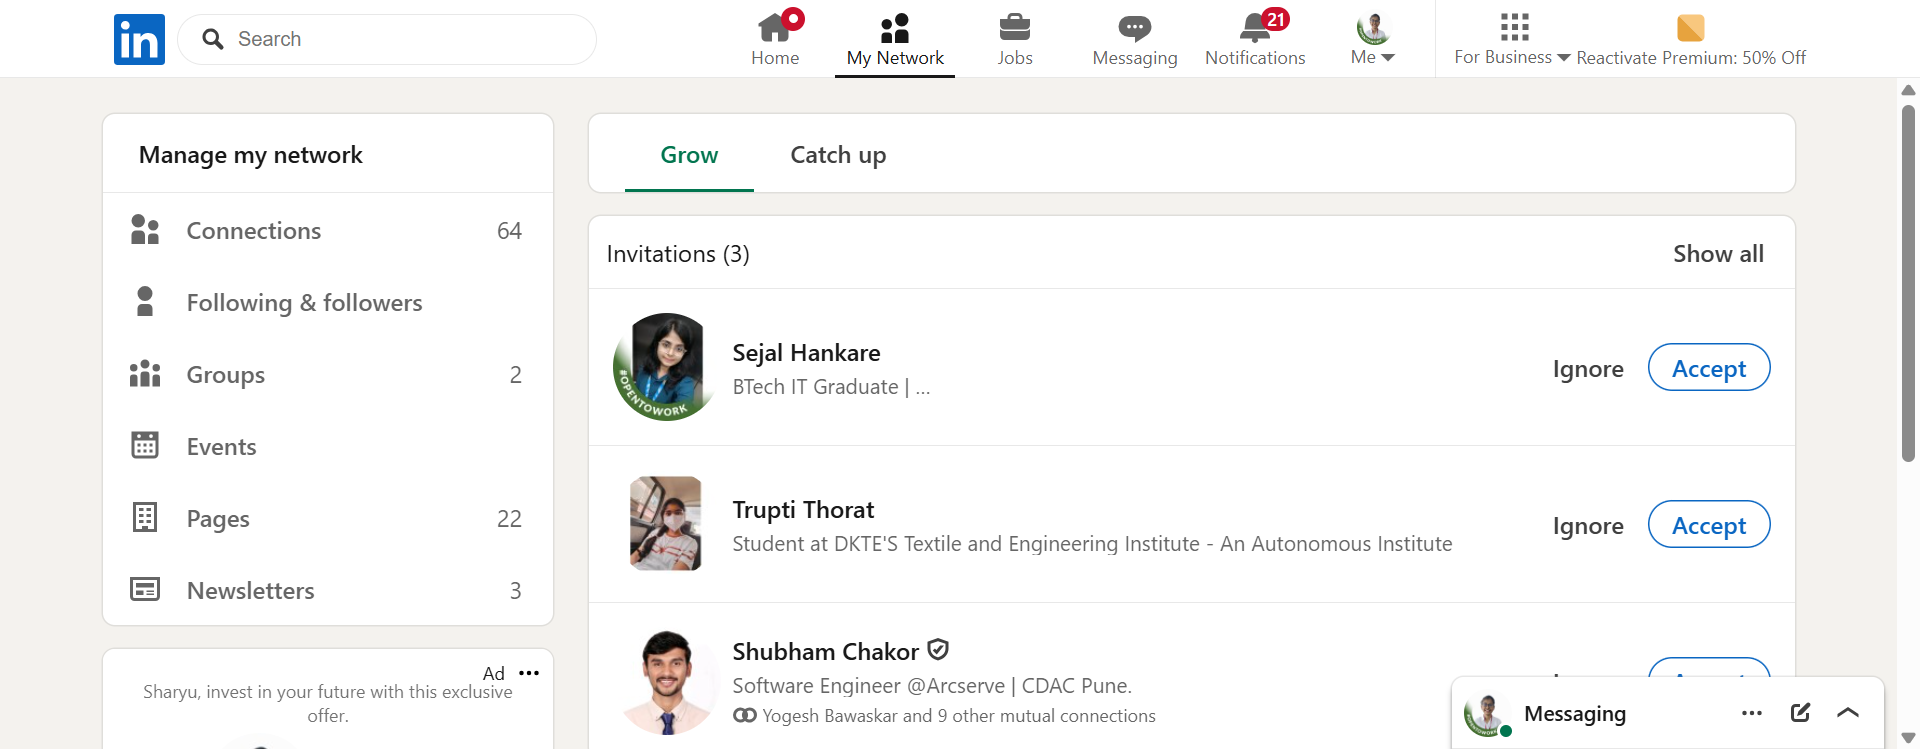 in
Search
Home
My Network
Jobs
Messaging
21
Notifications
Me
For Business
Reactivate Premium: 50% Off
Manage my network
Connections 64
Following & followers
Groups 2
Events
Pages 22
Newsletters 3
Ad
Sharyu, invest in your future with this exclusive
offer.
Grow
Catch up
Invitations (3)
Show all
#OPENTOWORK
Sejal Hankare
BTech IT Graduate | ...
Ignore
Accept
Trupti Thorat
Student at DKTE'S Textile and Engineering Institute - An Autonomous Institute
Ignore
Accept
Shubham Chakor
Software Engineer @Arcserve | CDAC Pune.
Yogesh Bawaskar and 9 other mutual connections
Messaging